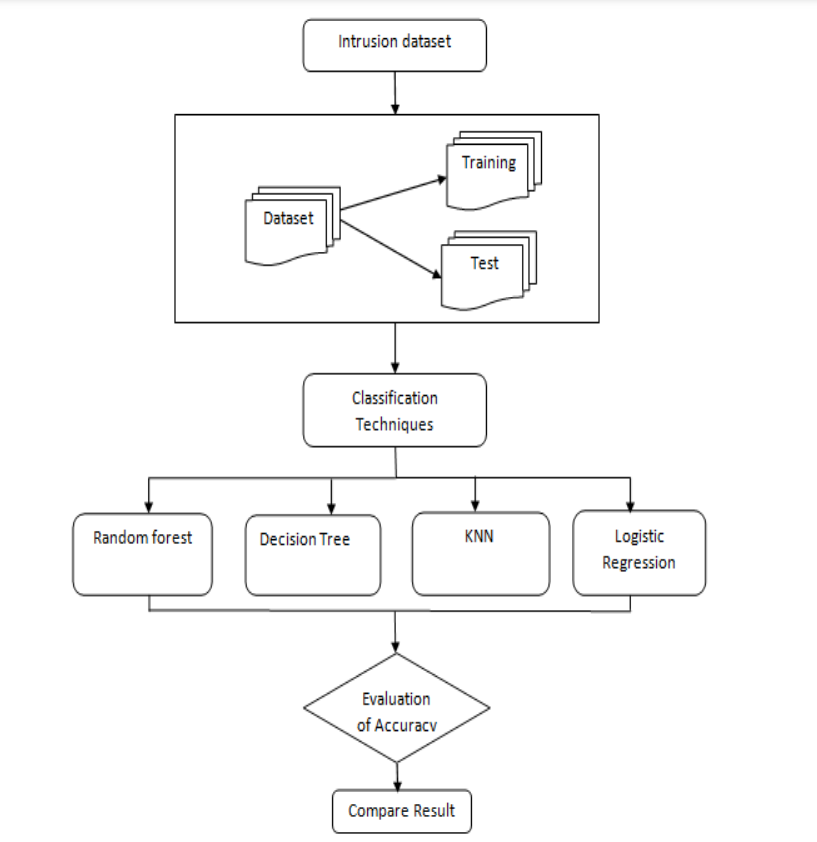 Intrusion dataset
Training
Dataset
Test
Classification
Techniques
Random forest
Decision Tree
KNN
Logistic
Regression
Evaluation
of Accuracy
Compare Result